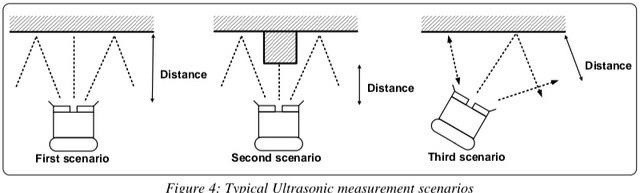 Distance
Distance
Distance
First scenario
Second scenario
Third scenario
Figure 4: Typical Ultrasonic measurement scenarios